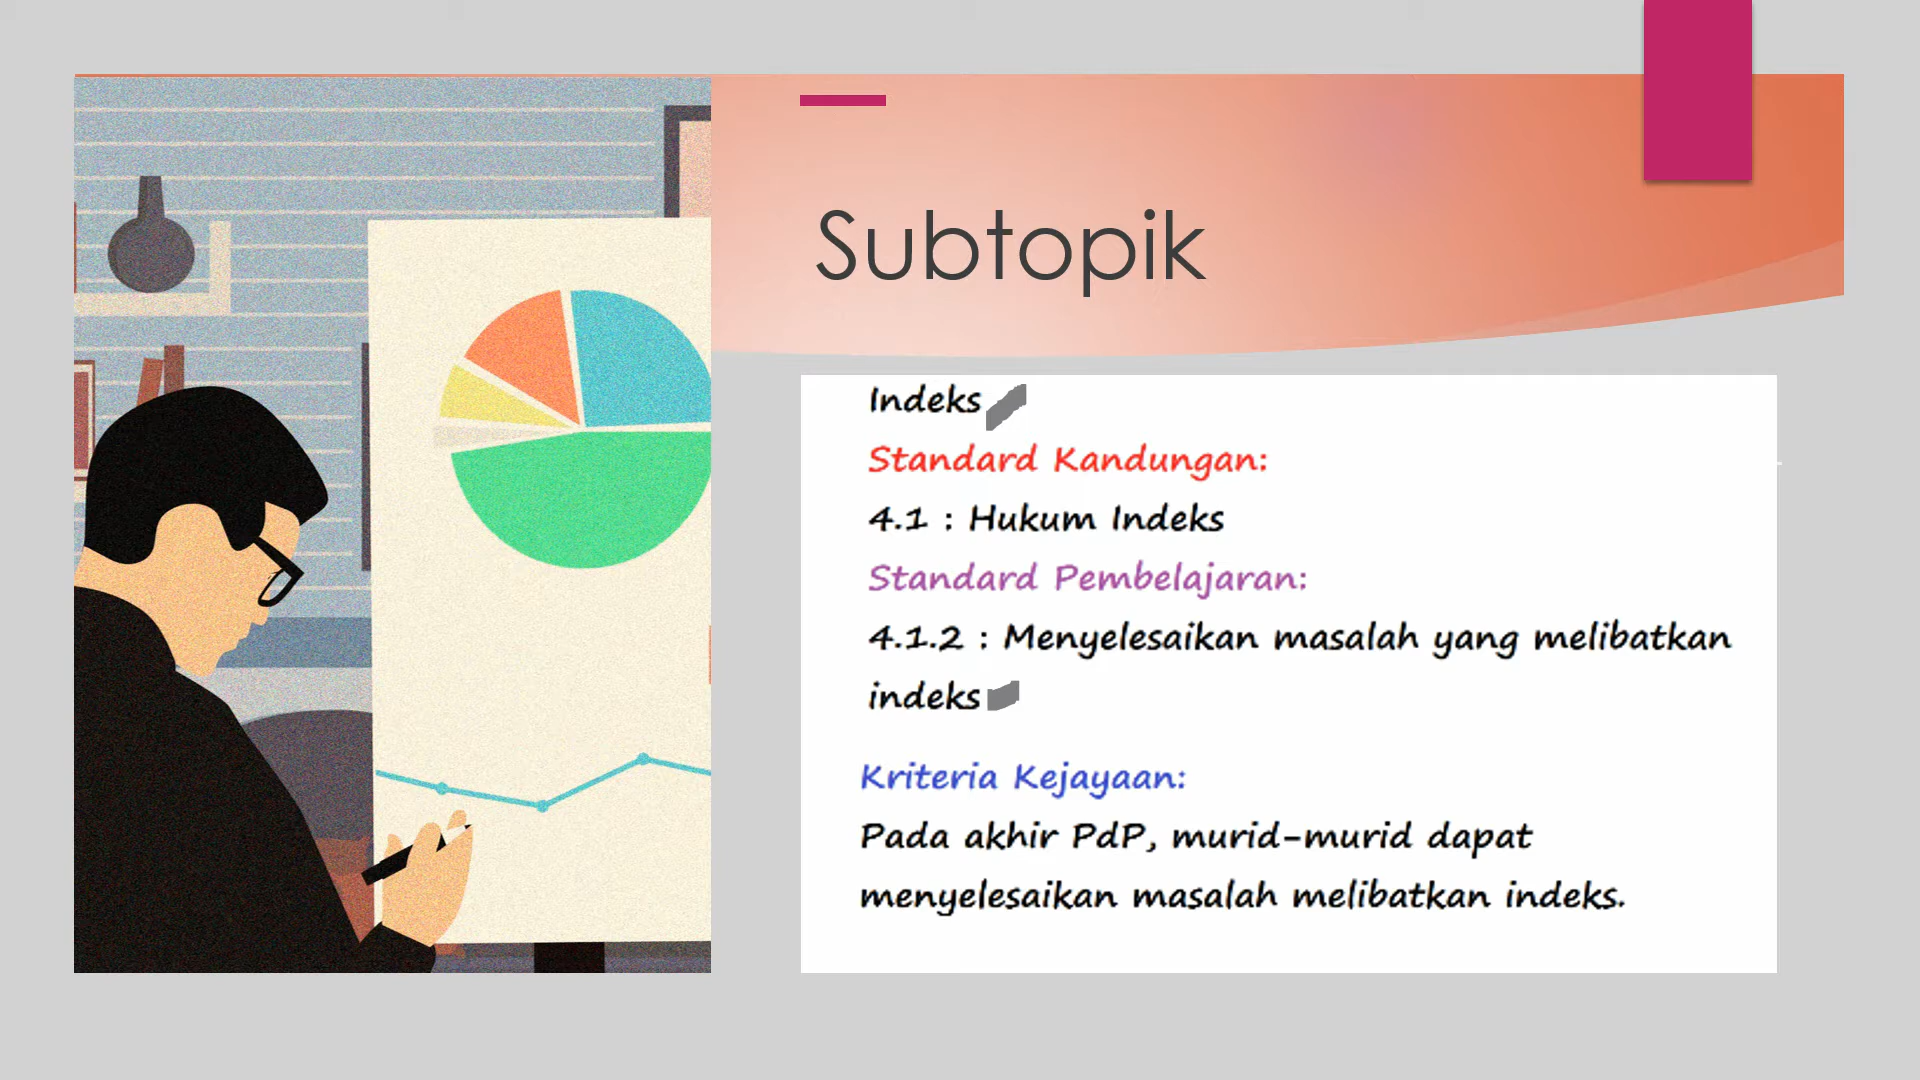 Subtopik
Indeks
Standard Kandungan:
4.1 : Hukum Indeks
Standard Pembelajaran:
4.1.2 : Menyelesaikan masalah yang melibatkan
indeks
Kriteria Kejayaan:
Pada akhir PdP, murid-murid dapat
menyelesaikan masalah melibatkan indeks.